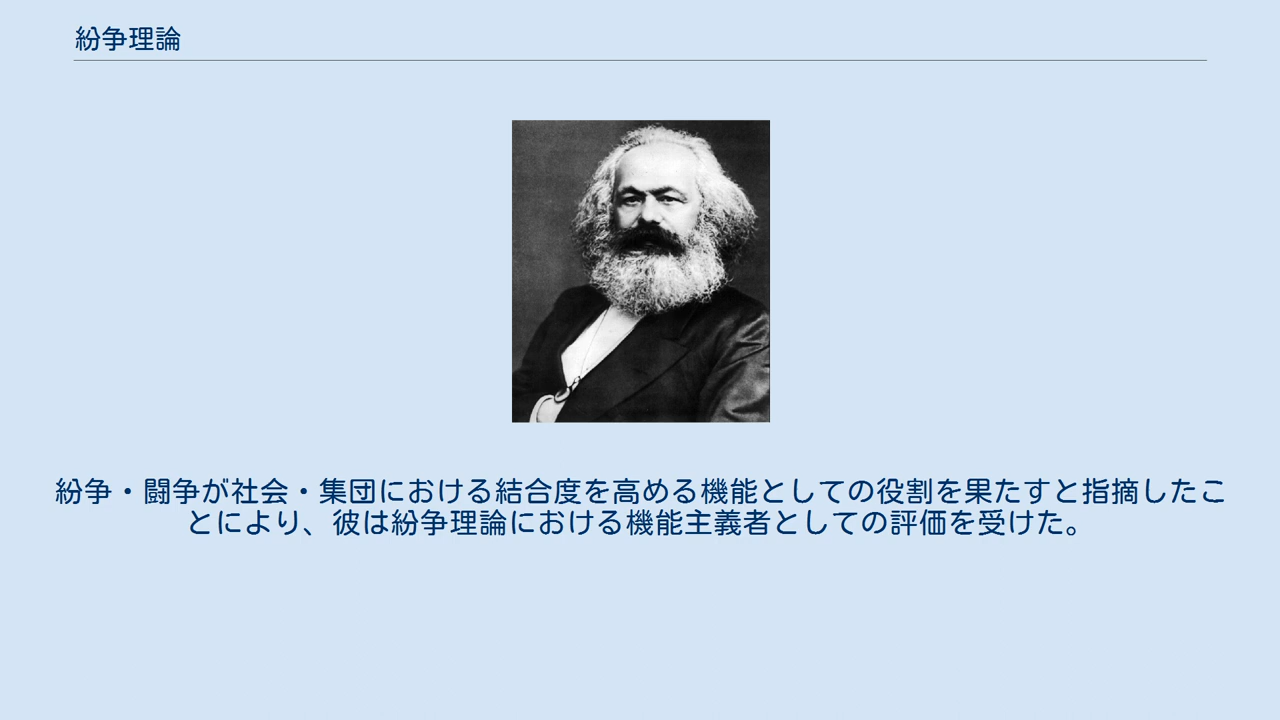 紛争理論
紛争・闘争が社会・集団における結合度を高める機能としての役割を果たすと指摘したこ
とにより、彼は紛争理論における機能主義者としての評価を受けた。